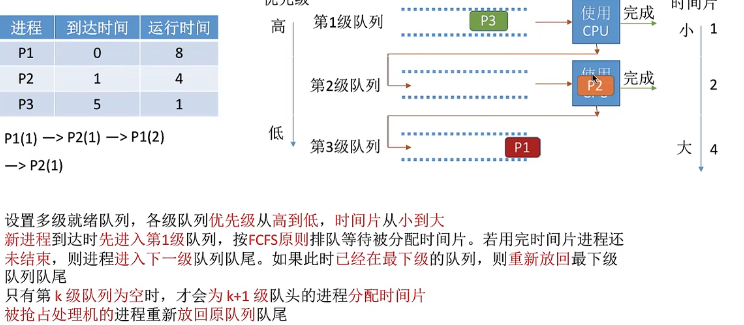 进程 到达时间 运行时间
P1 0 8
P2 1 4
P3 5 1
P1(1) —> P2(1) —> P1(2)
—> P2(1)
高
低
第1级队列 P3 使用 CPU 完成
第2级队列 P2 完成
第3级队列 P1
时间片
小 1
2
大 4
设置多级就绪队列，各级队列优先级从高到低，时间片从小到大
新进程到达时先进入第1级队列，按FCFS原则排队等待被分配时间片。若用完时间片进程还
未结束，则进程进入下一级队列队尾。如果此时已经在最下级的队列，则重新放回最下级
队列队尾
只有第 k 级队列为空时，才会为 k+1 级队头的进程分配时间片
被抢占处理机的进程重新放回原队列队尾